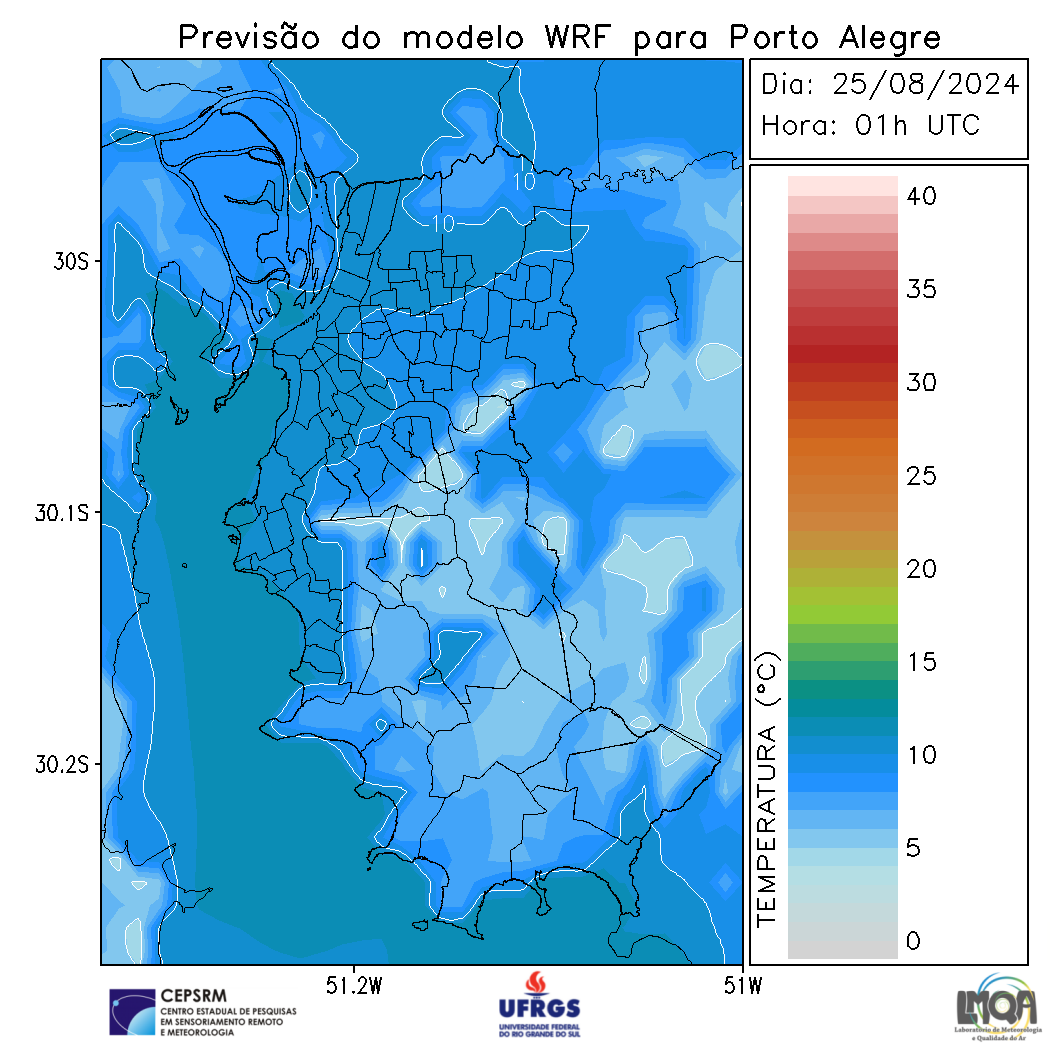 Previsão do modelo WRF para Porto Alegre
Dia: 25/08/2024
Hora: 01h UTC
40
35
30
25
20
15
10
5
0
TEMPERATURA (°C)
10
10
30S
30.1S
30.2S
51.2W
51W
CEPSRM
CENTRO ESTADUAL DE PESQUISAS
EM SENSORIAMENTO REMOTO
E METEOROLOGIA
UFRGS
UNIVERSIDADE FEDERAL
DO RIO GRANDE DO SUL
LMQA
Laboratório de Meteorologia
e Qualidade do Ar